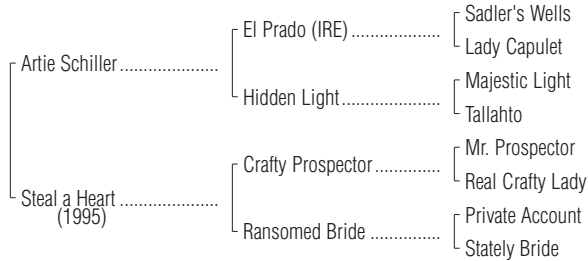 Sadler's Wells
El Prado (IRE) ....................
Lady Capulet
Artie Schiller ......................
Majestic Light
Hidden Light ......................
Tallahto
Mr. Prospector
Crafty Prospector ...............
Real Crafty Lady
Steal a Heart ......................
(1995)
Private Account
Ransomed Bride ................
Stately Bride